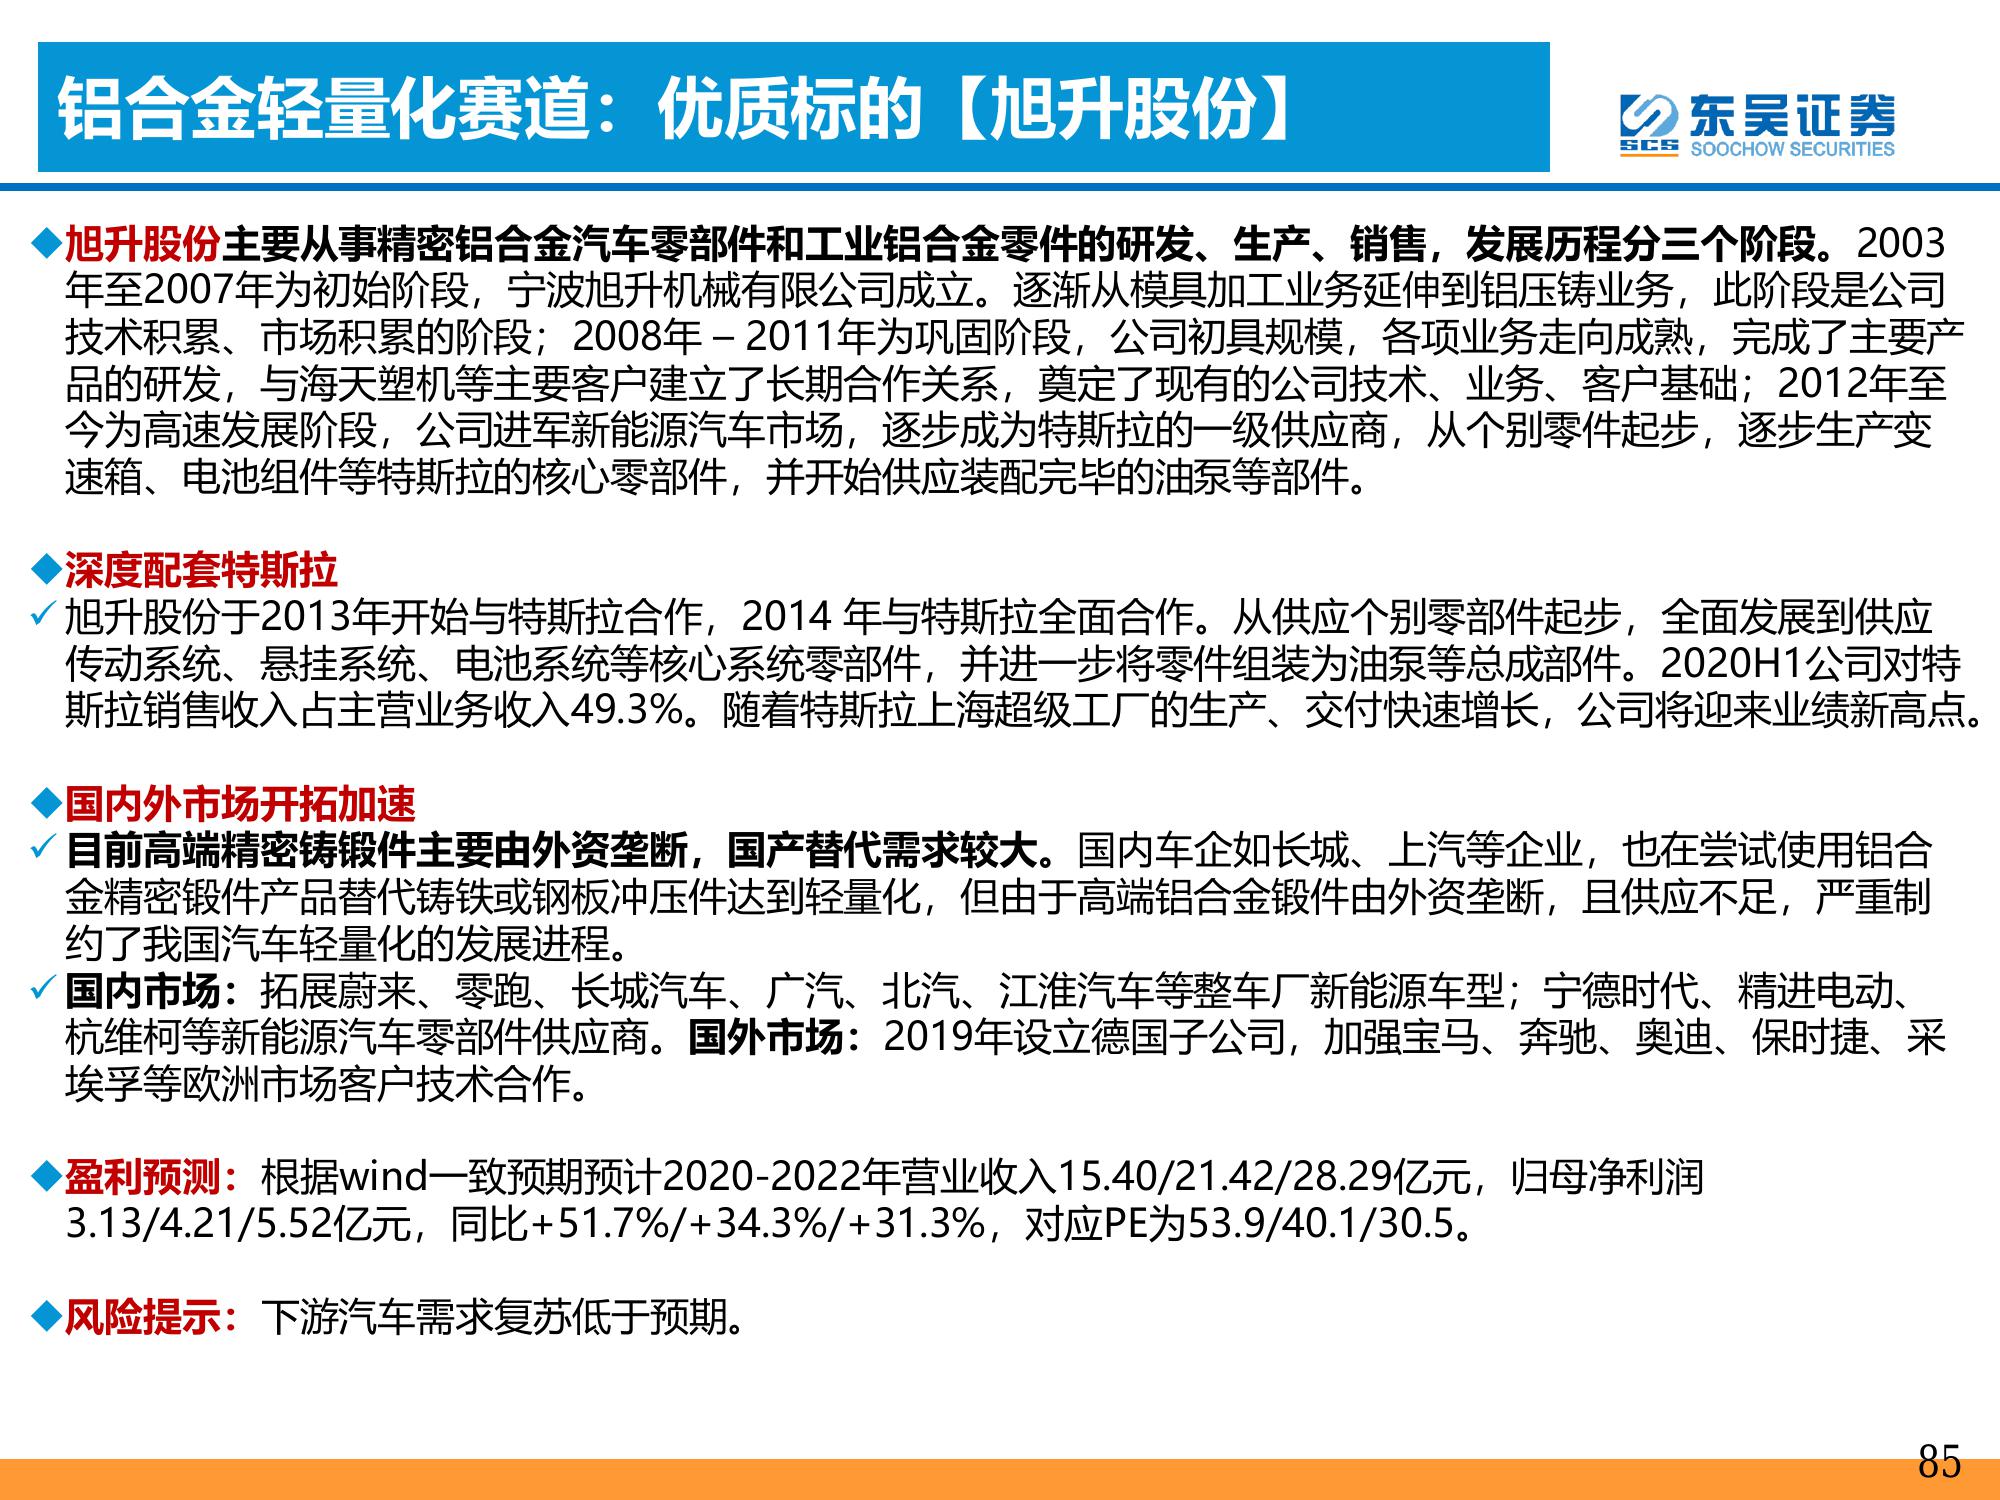 铝合金轻量化赛道：优质标的【旭升股份】
东吴证券
SCS
SOOCHOW SECURITIES
◆旭升股份主要从事精密铝合金汽车零部件和工业铝合金零件的研发、生产、销售，发展历程分三个阶段。2003
年至2007年为初始阶段，宁波旭升机械有限公司成立。逐渐从模具加工业务延伸到铝压铸业务，此阶段是公司
技术积累、市场积累的阶段；2008年 – 2011年为巩固阶段，公司初具规模，各项业务走向成熟，完成了主要产
品的研发，与海天塑机等主要客户建立了长期合作关系，奠定了现有的公司技术、业务、客户基础；2012年至
今为高速发展阶段，公司进军新能源汽车市场，逐步成为特斯拉的一级供应商，从个别零件起步，逐步生产变
速箱、电池组件等特斯拉的核心零部件，并开始供应装配完毕的油泵等部件。
◆深度配套特斯拉
✓旭升股份于2013年开始与特斯拉合作，2014 年与特斯拉全面合作。从供应个别零部件起步，全面发展到供应
传动系统、悬挂系统、电池系统等核心系统零部件，并进一步将零件组装为油泵等总成部件。2020H1公司对特
斯拉销售收入占主营业务收入49.3%。随着特斯拉上海超级工厂的生产、交付快速增长，公司将迎来业绩新高点。
◆国内外市场开拓加速
✓目前高端精密铸锻件主要由外资垄断，国产替代需求较大。国内车企如长城、上汽等企业，也在尝试使用铝合
金精密锻件产品替代铸铁或钢板冲压件达到轻量化，但由于高端铝合金锻件由外资垄断，且供应不足，严重制
约了我国汽车轻量化的发展进程。
✓国内市场：拓展蔚来、零跑、长城汽车、广汽、北汽、江淮汽车等整车厂新能源车型；宁德时代、精进电动、
杭维柯等新能源汽车零部件供应商。国外市场：2019年设立德国子公司，加强宝马、奔驰、奥迪、保时捷、采
埃孚等欧洲市场客户技术合作。
◆盈利预测：根据wind一致预期预计2020-2022年营业收入15.40/21.42/28.29亿元，归母净利润
3.13/4.21/5.52亿元，同比+51.7%/+34.3%/+31.3%，对应PE为53.9/40.1/30.5。
◆风险提示：下游汽车需求复苏低于预期。
85